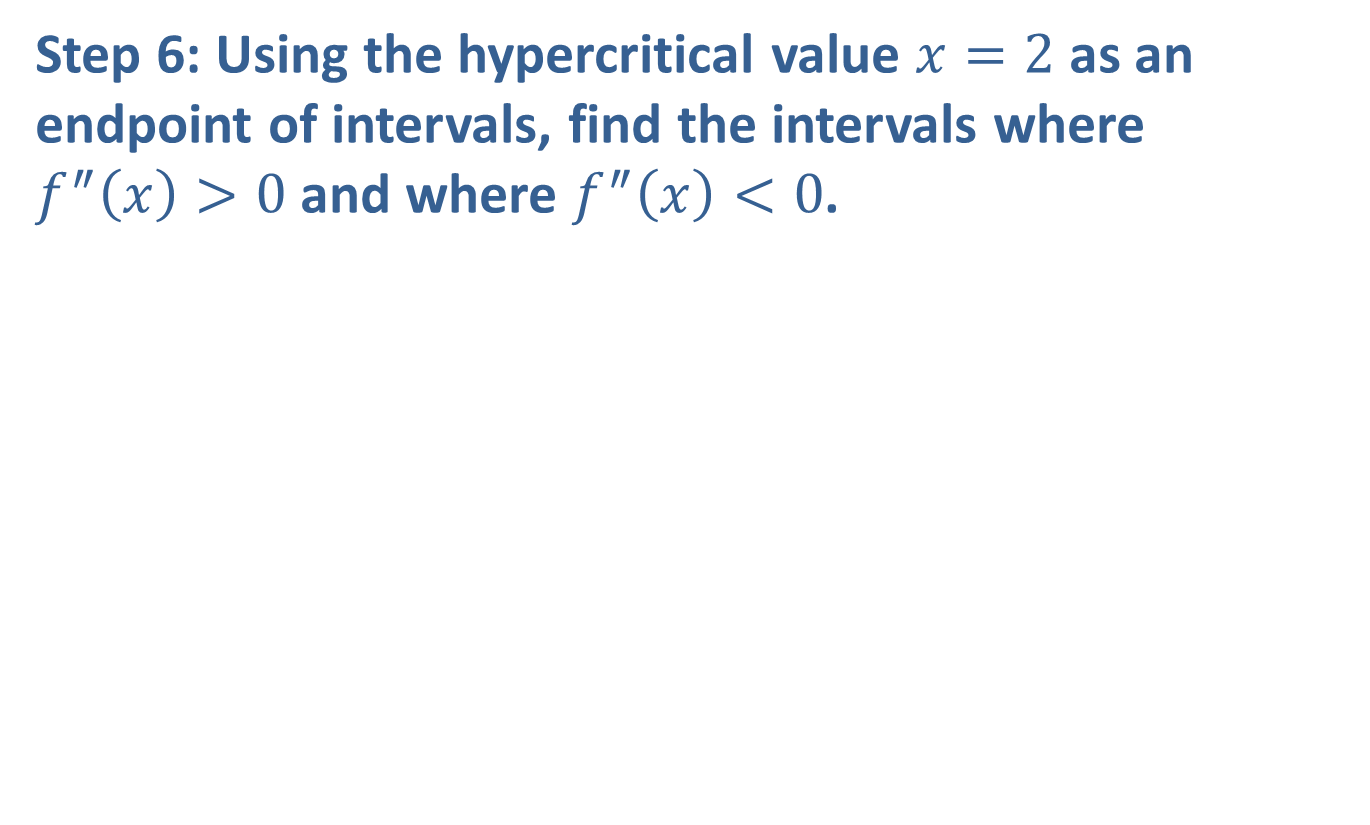 Step 6: Using the hypercritical value x = 2 as an
endpoint of intervals, find the intervals where
f″(x) > 0 and where f″(x) < 0.